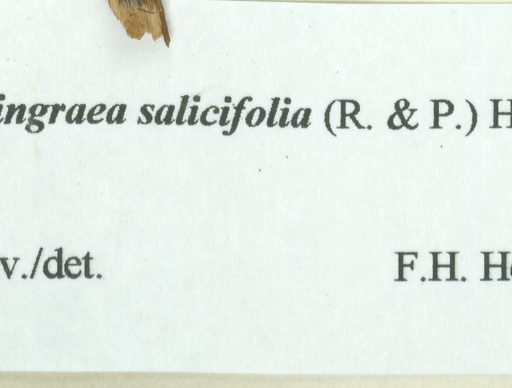 ingraea salicifolia (R. & P.) H
v./det. F.H. H